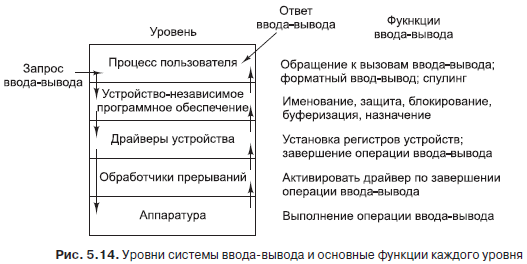 Уровень
Ответ
ввода-вывода
Фукнкции
ввода-вывода
Запрос
ввода-вывода
Процесс пользователя
Обращение к вызовам ввода-вывода;
форматный ввод-вывод; спулинг
Устройство-независимое
программное обеспечение
Именование, защита, блокирование,
буферизация, назначение
Драйверы устройства
Установка регистров устройств;
завершение операции ввода-вывода
Обработчики прерываний
Активировать драйвер по завершении
операции ввода-вывода
Аппаратура
Выполнение операции ввода-вывода
Рис. 5.14. Уровни системы ввода-вывода и основные функции каждого уровня